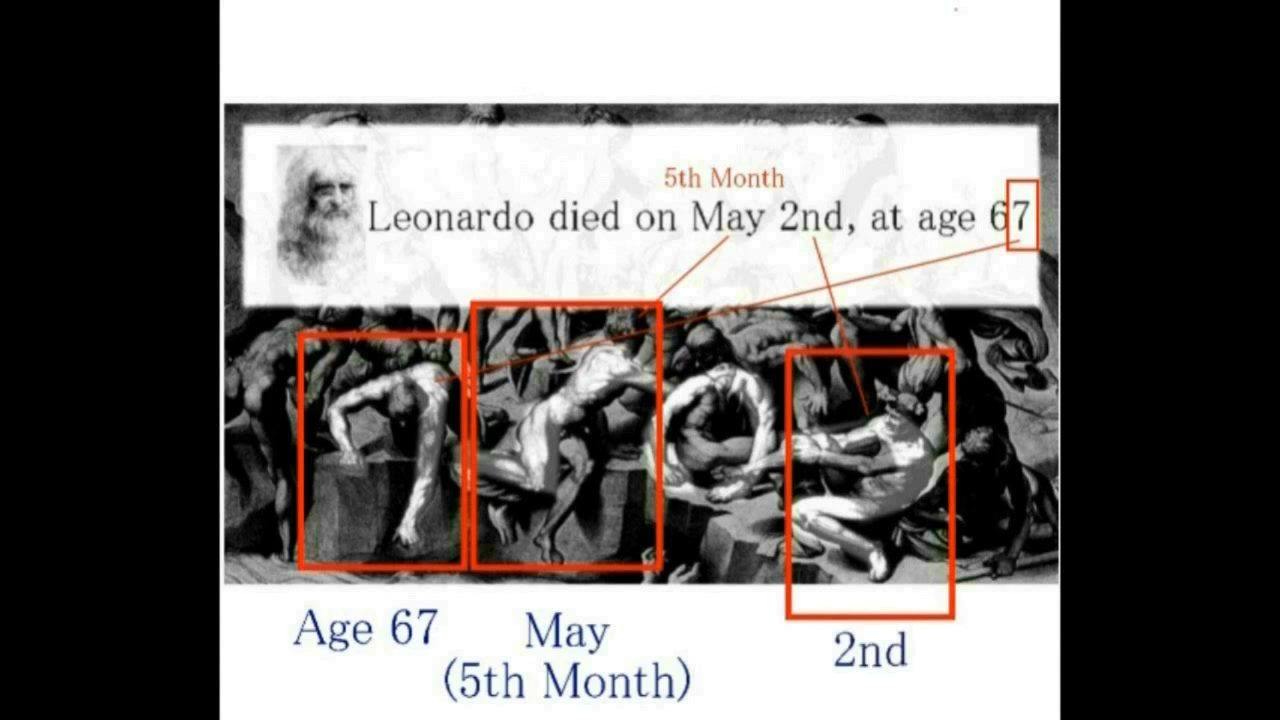 5th Month
Leonardo died on May 2nd, at age 67
Age 67
May
(5th Month)
2nd